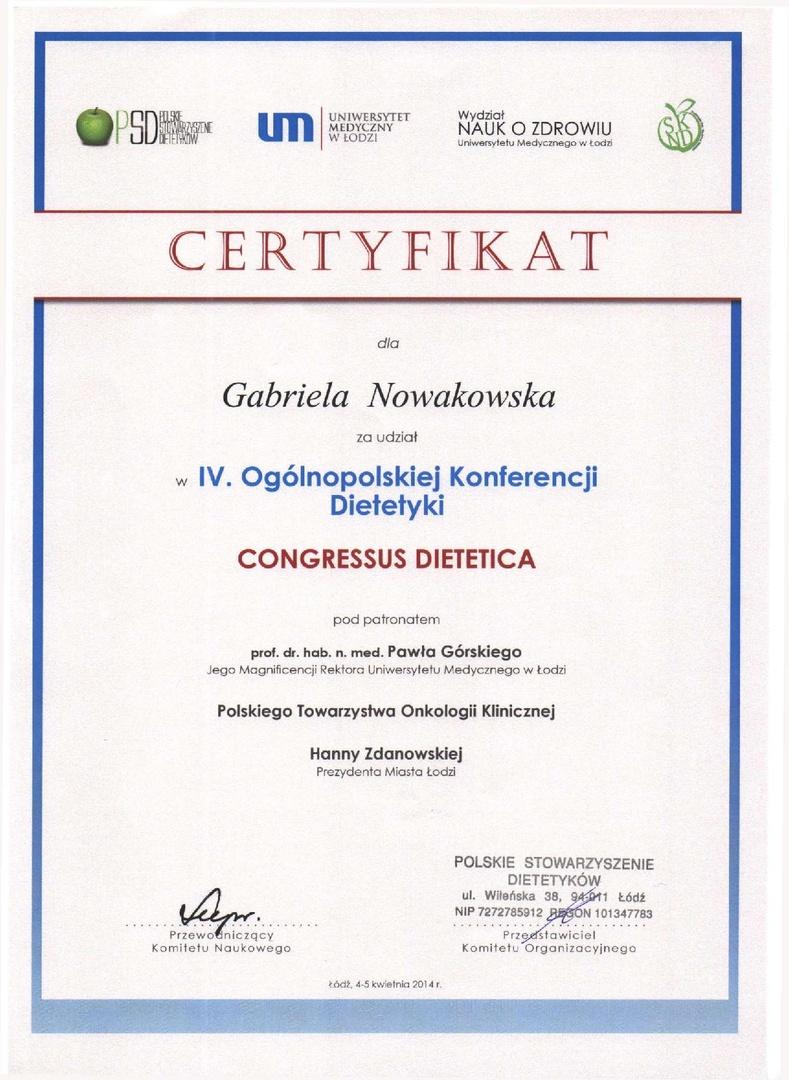 PSD POLSKIE
STOWARZYSZENIE
DIETETYKÓW
um UNIWERSYTET
MEDYCZNY
W ŁODZI
Wydział
NAUK O ZDROWIU
Uniwersytetu Medycznego w Łodzi
SKND
CERTYFIKAT
dla
Gabriela Nowakowska
za udział
w IV. Ogólnopolskiej Konferencji
Dietetyki
CONGRESSUS DIETETICA
pod patronatem
prof. dr. hab. n. med. Pawła Górskiego
Jego Magnificencji Rektora Uniwersytetu Medycznego w Łodzi
Polskiego Towarzystwa Onkologii Klinicznej
Hanny Zdanowskiej
Prezydenta Miasta Łodzi
POLSKIE STOWARZYSZENIE
DIETETYKÓW
ul. Wileńska 38, 94-011 Łódź
NIP 7272785912 REGON 101347783
Przewodniczący
Komitetu Naukowego
Przedstawiciel
Komitetu Organizacyjnego
Łódź, 4-5 kwietnia 2014 r.